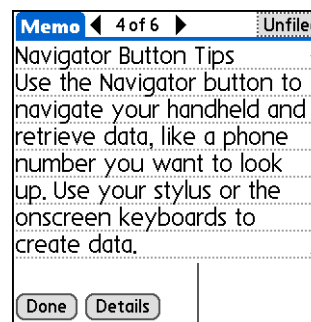 Memo 4 of 6 Unfile
Navigator Button Tips
Use the Navigator button to
navigate your handheld and
retrieve data, like a phone
number you want to look
up. Use your stylus or the
onscreen keyboards to
create data.
Done Details